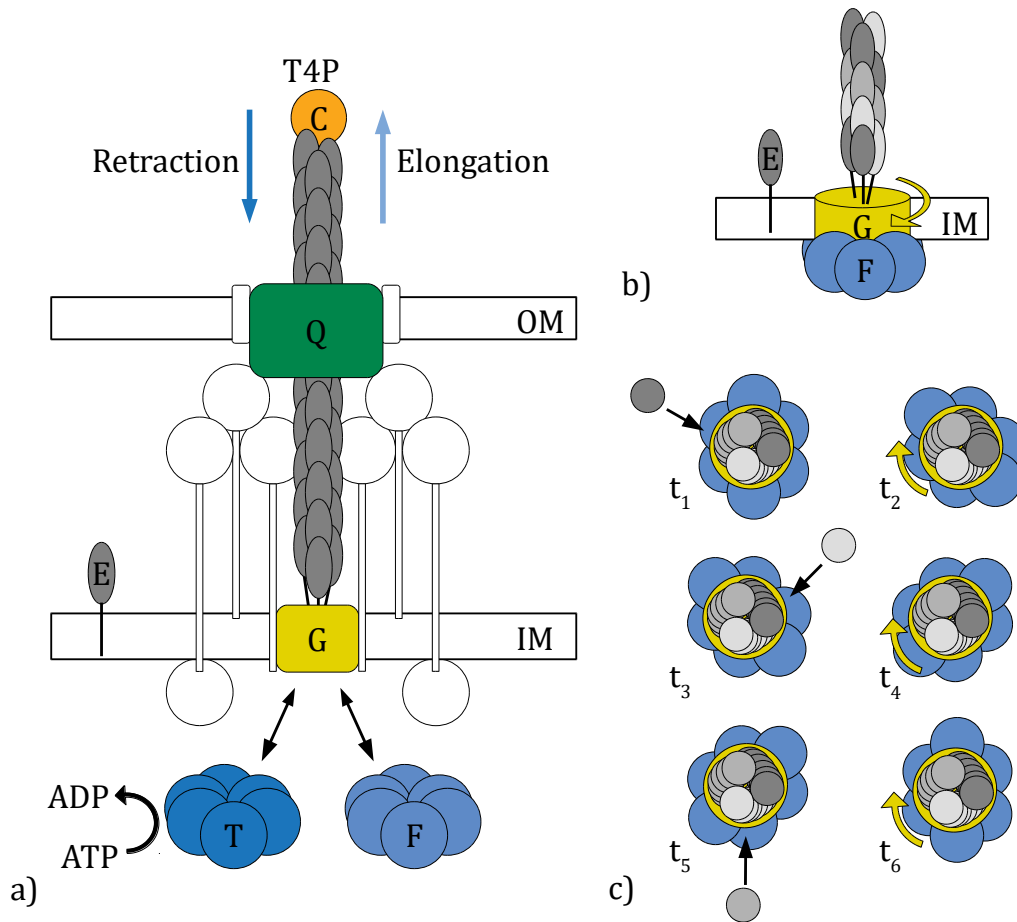 T4P
C
Retraction
Elongation
Q
OM
E
G
IM
ADP
ATP
T
F
a)
E
G
IM
F
b)
t1
t2
t3
t4
t5
t6
c)